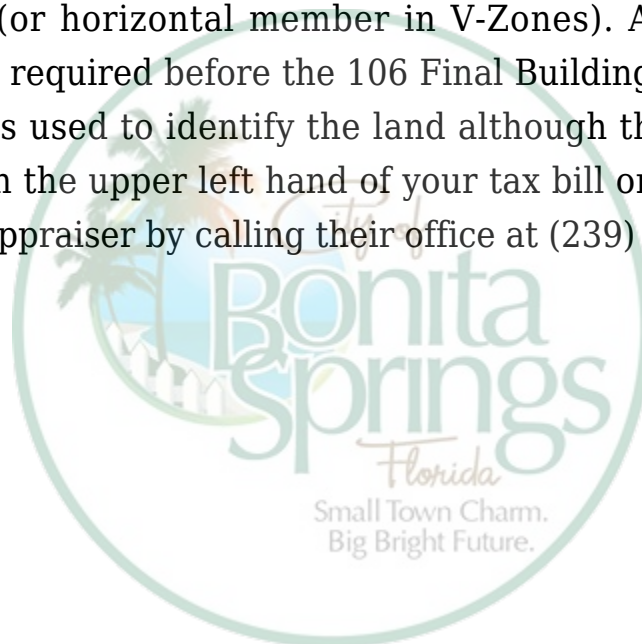 (or horizontal member in V-Zones). A
required before the 106 Final Building
s used to identify the land although th
n the upper left hand of your tax bill or
ppraiser by calling their office at (239)
City of
Bonita
Springs
Florida
Small Town Charm.
Big Bright Future.